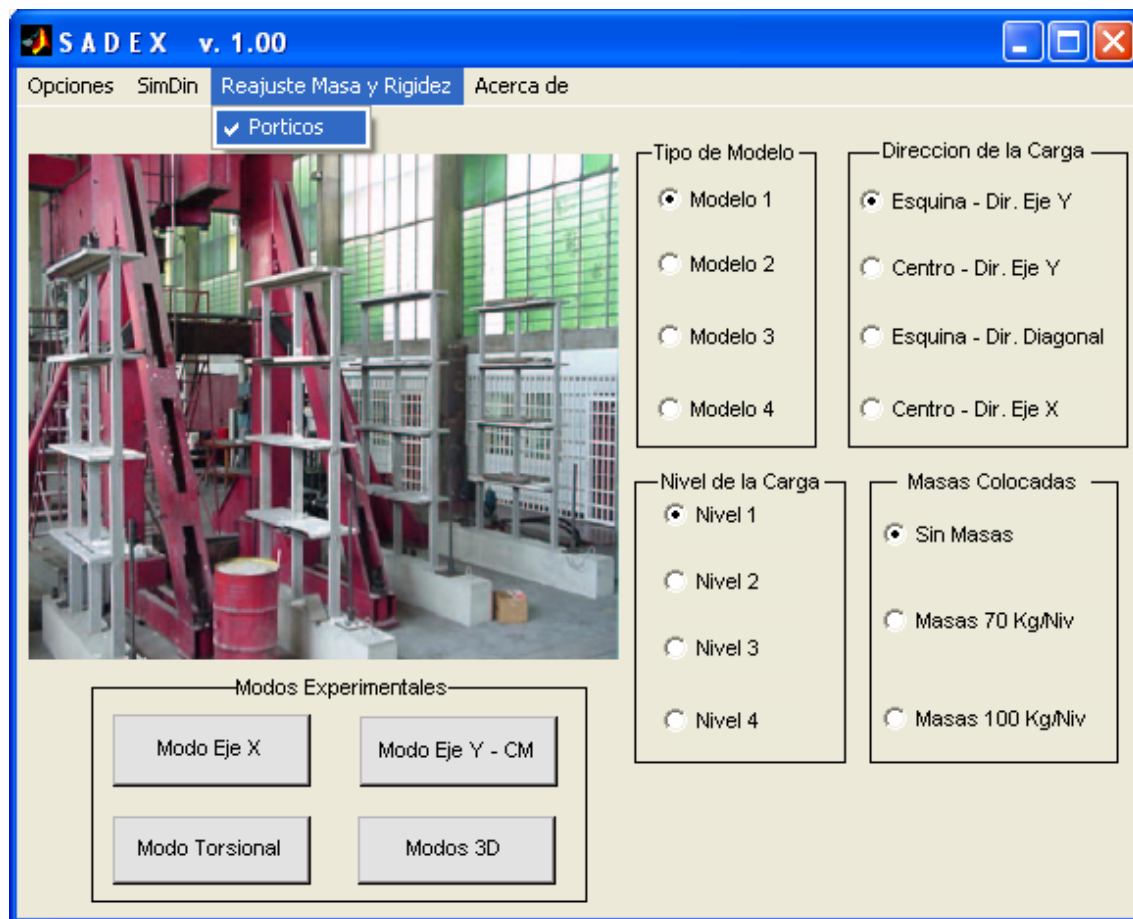 SADEX v. 1.00
Opciones SimDin Reajuste Masa y Rigidez Acerca de
Porticos
Tipo de Modelo
Modelo 1
Modelo 2
Modelo 3
Modelo 4
Direccion de la Carga
Esquina - Dir. Eje Y
Centro - Dir. Eje Y
Esquina - Dir. Diagonal
Centro - Dir. Eje X
Nivel de la Carga
Nivel 1
Nivel 2
Nivel 3
Nivel 4
Masas Colocadas
Sin Masas
Masas 70 Kg/Niv
Masas 100 Kg/Niv
Modos Experimentales
Modo Eje X
Modo Eje Y - CM
Modo Torsional
Modos 3D